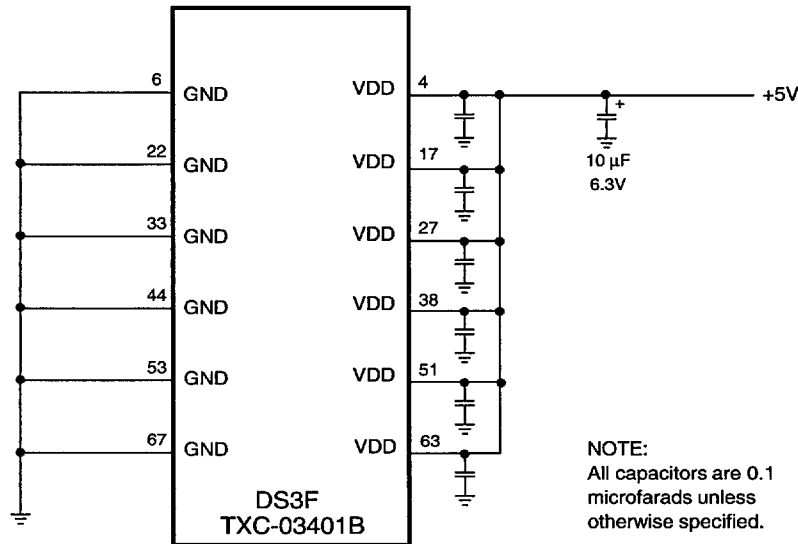 6 GND VDD 4 +5V
+
22 GND VDD 17 10 µF
6.3V
33 GND VDD 27
44 GND VDD 38
53 GND VDD 51
67 GND VDD 63
NOTE:
All capacitors are 0.1
microfarads unless
otherwise specified.
DS3F
TXC-03401B